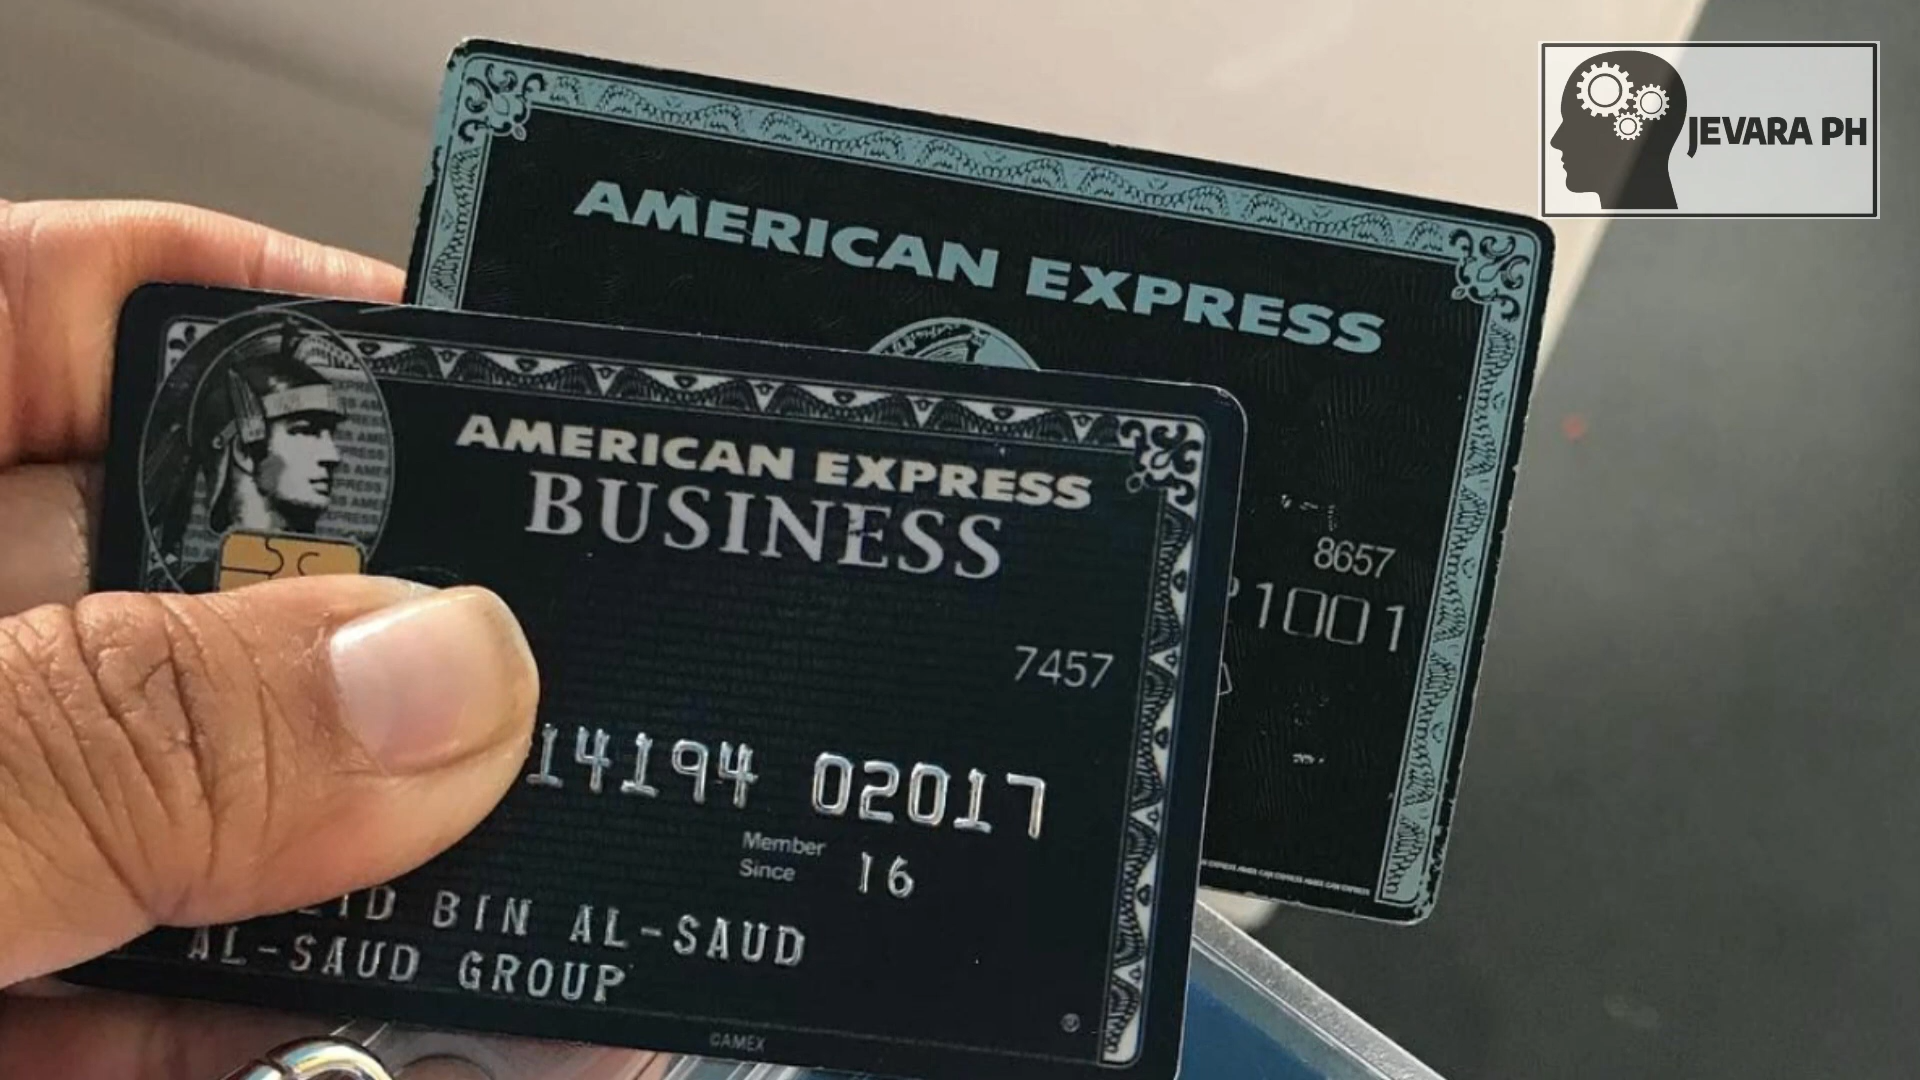 JEVARA PH
AMERICAN EXPRESS
8657
1001
AMERICAN EXPRESS
BUSINESS
7457
14194 02017
Member
Since 16
BIN AL-SAUD
AL-SAUD GROUP
®
©AMEX